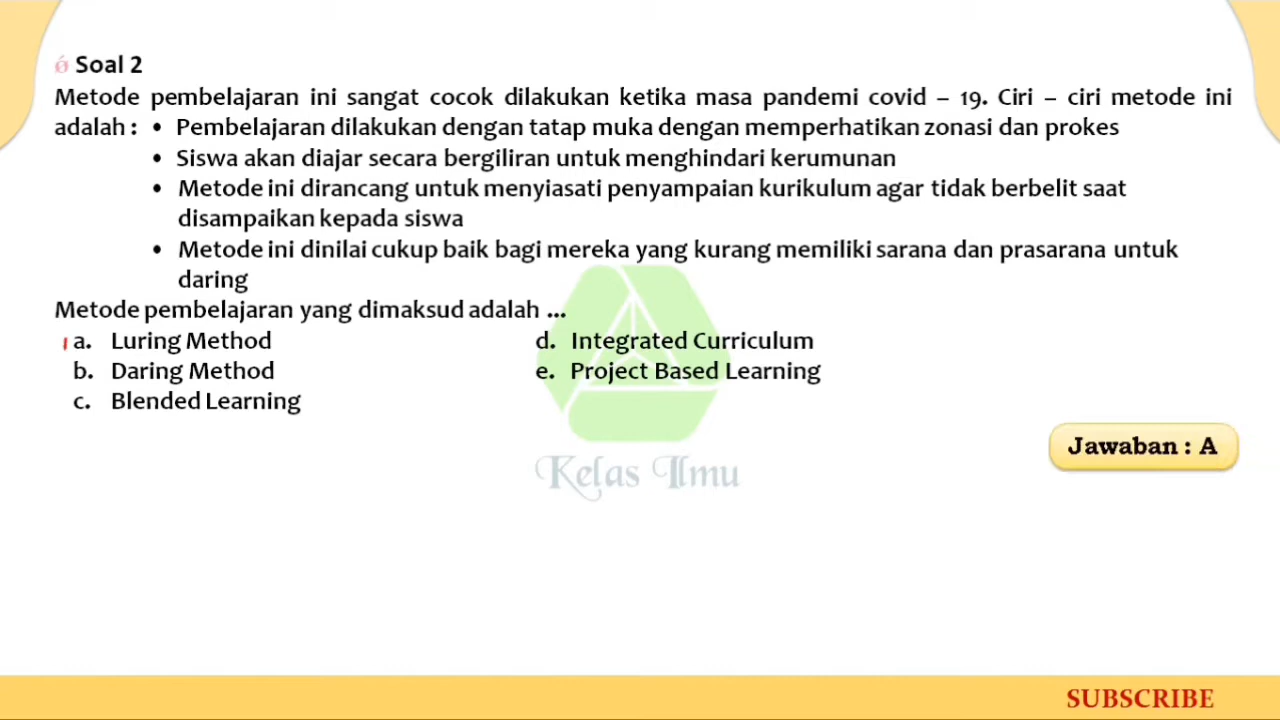 ǿ Soal 2
Metode pembelajaran ini sangat cocok dilakukan ketika masa pandemi covid – 19. Ciri – ciri metode ini
adalah : • Pembelajaran dilakukan dengan tatap muka dengan memperhatikan zonasi dan prokes
• Siswa akan diajar secara bergiliran untuk menghindari kerumunan
• Metode ini dirancang untuk menyiasati penyampaian kurikulum agar tidak berbelit saat
disampaikan kepada siswa
• Metode ini dinilai cukup baik bagi mereka yang kurang memiliki sarana dan prasarana untuk
daring
Metode pembelajaran yang dimaksud adalah ...
a. Luring Method
b. Daring Method
c. Blended Learning
d. Integrated Curriculum
e. Project Based Learning
Jawaban : A
Kelas Ilmu
SUBSCRIBE